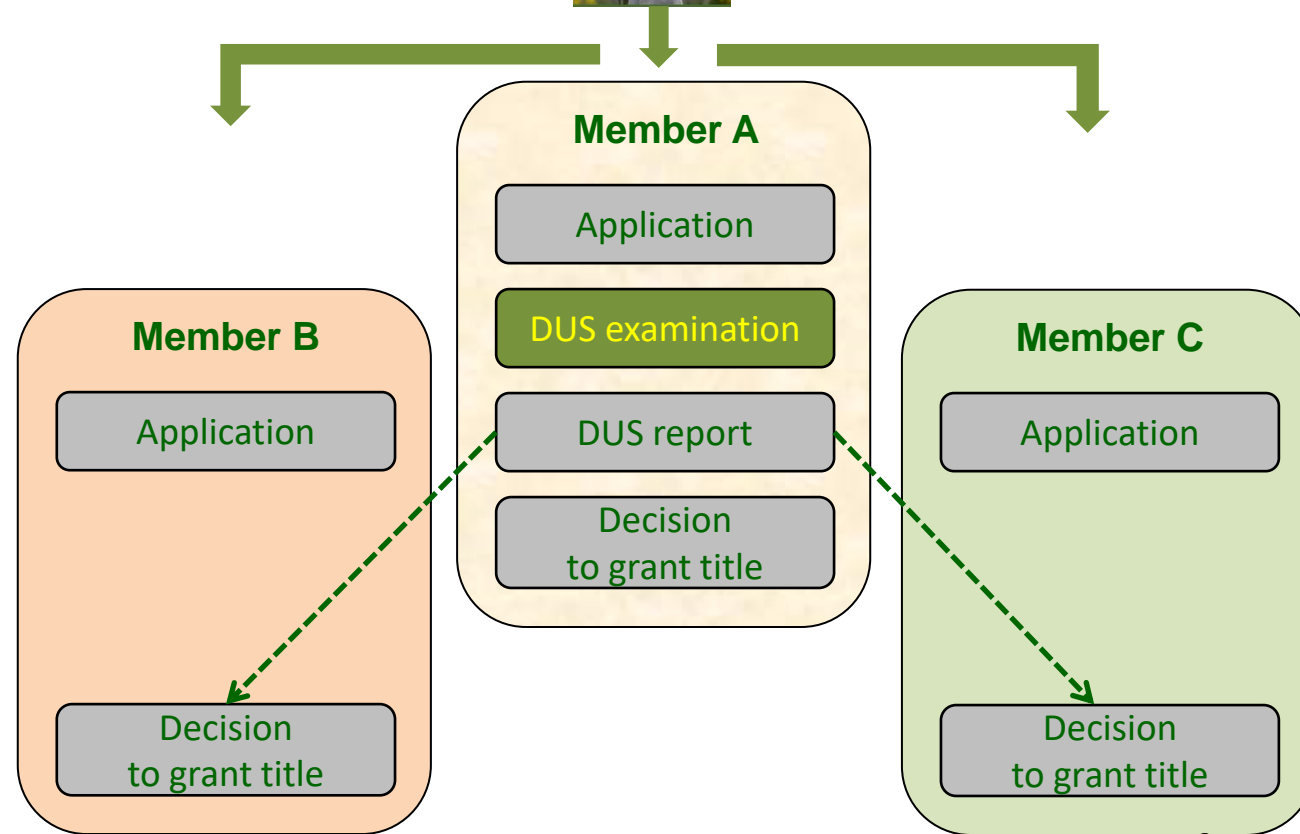 Member A
Application
DUS examination
DUS report
Decision
to grant title
Member B
Application
Decision
to grant title
Member C
Application
Decision
to grant title